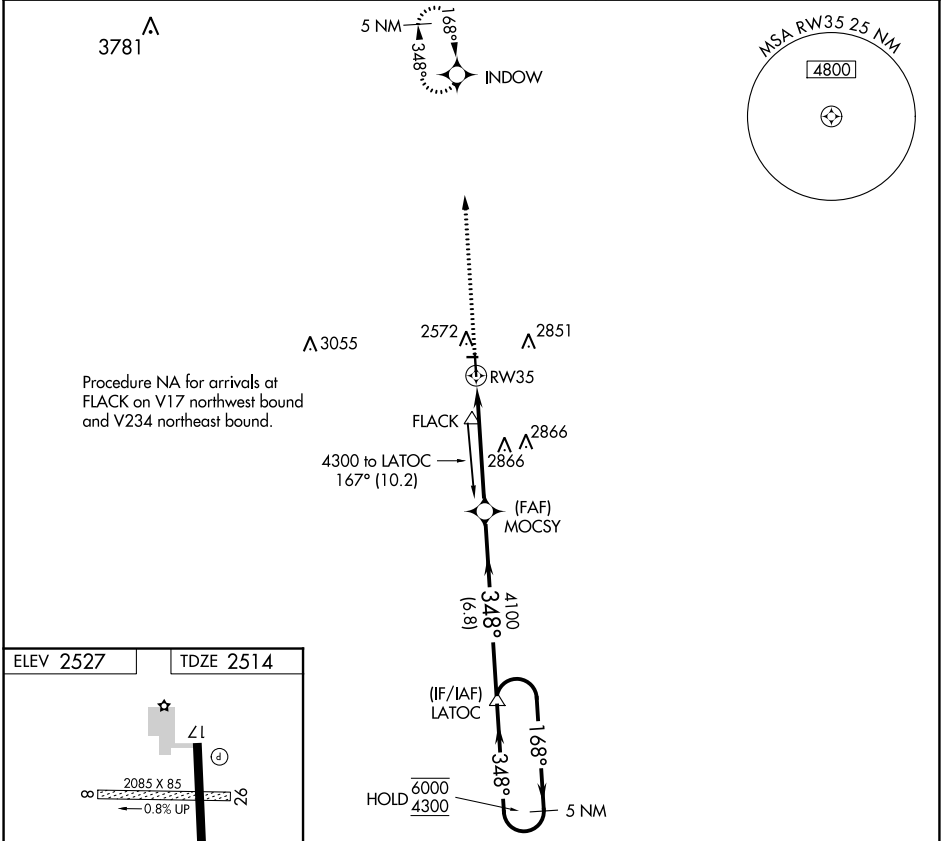 3781
5 NM
168°
348°
INDOW
MSA RW35 25 NM
4800
3055
2572
2851
RW35
Procedure NA for arrivals at
FLACK on V17 northwest bound
and V234 northeast bound.
FLACK
2866
2866
4300 to LATOC
167° (10.2)
(FAF)
MOCSY
4100
348°
(6.8)
ELEV 2527
TDZE 2514
(IF/IAF)
LATOC
168°
348°
HOLD
6000
4300
5 NM
17
P
2085 X 85
8
26
0.8% UP